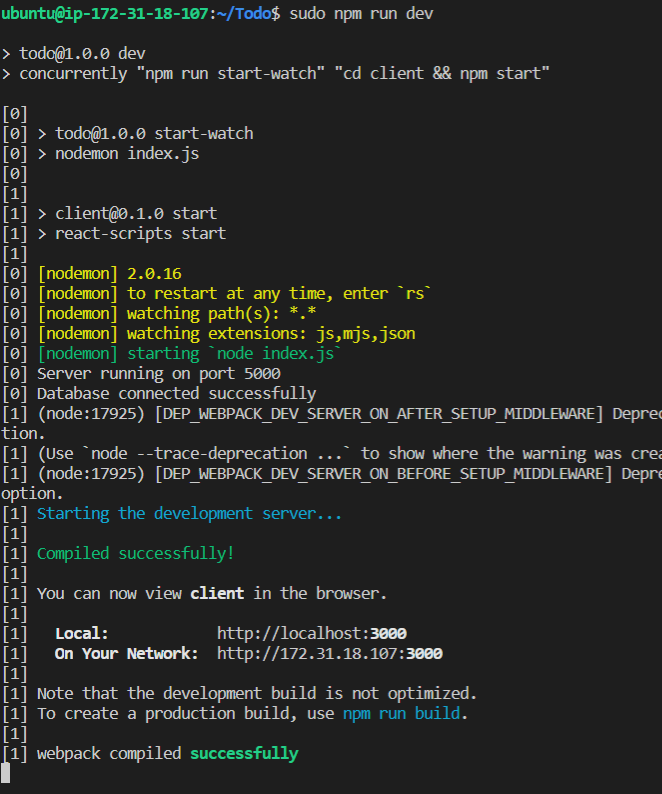 ubuntu@ip-172-31-18-107:~/Todo$ sudo npm run dev
> todo@1.0.0 dev
> concurrently "npm run start-watch" "cd client && npm start"
[0]
[0] > todo@1.0.0 start-watch
[0] > nodemon index.js
[0]
[1]
[1] > client@0.1.0 start
[1] > react-scripts start
[1]
[0] [nodemon] 2.0.16
[0] [nodemon] to restart at any time, enter `rs`
[0] [nodemon] watching path(s): *.*
[0] [nodemon] watching extensions: js,mjs,json
[0] [nodemon] starting `node index.js`
[0] Server running on port 5000
[0] Database connected successfully
[1] (node:17925) [DEP_WEBPACK_DEV_SERVER_ON_AFTER_SETUP_MIDDLEWARE] Deprec
tion.
[1] (Use `node --trace-deprecation ...` to show where the warning was crea
[1] (node:17925) [DEP_WEBPACK_DEV_SERVER_ON_BEFORE_SETUP_MIDDLEWARE] Depre
option.
[1] Starting the development server...
[1]
[1] Compiled successfully!
[1]
[1] You can now view client in the browser.
[1]
[1]   Local:            http://localhost:3000
[1]   On Your Network:  http://172.31.18.107:3000
[1]
[1] Note that the development build is not optimized.
[1] To create a production build, use npm run build.
[1]
[1] webpack compiled successfully